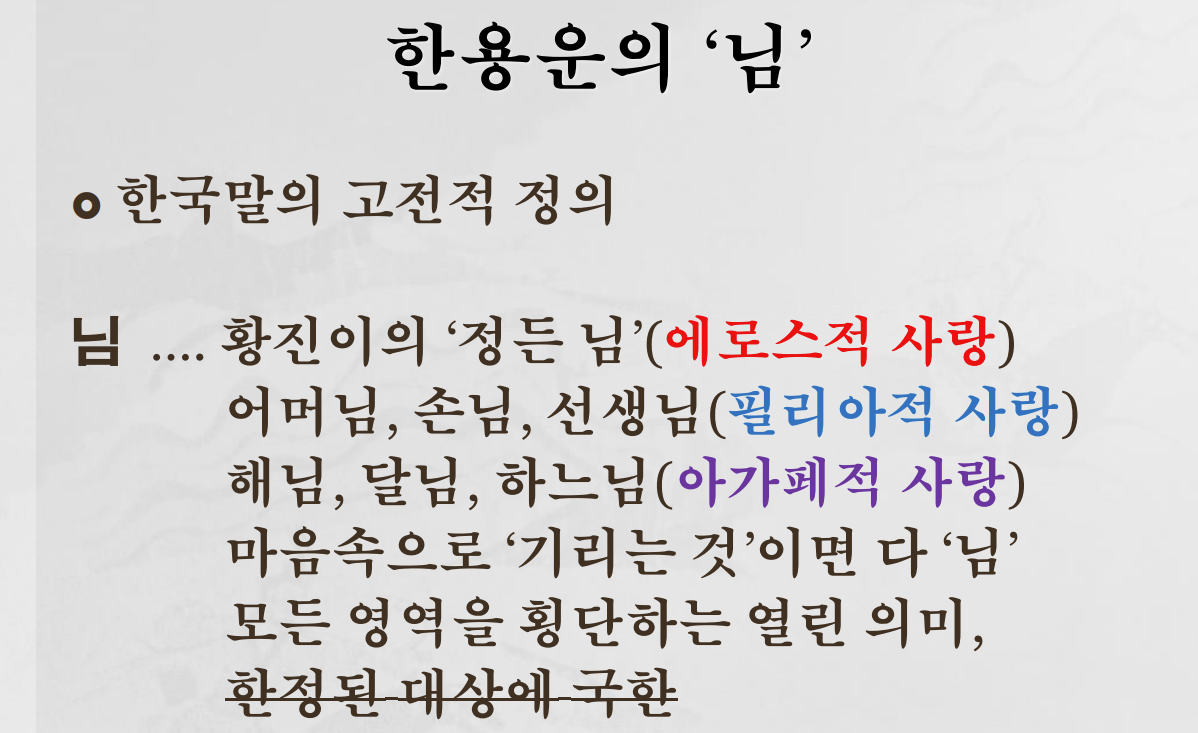 한용운의 ‘님’
한국말의 고전적 정의
님 .... 황진이의 ‘정든 님’(에로스적 사랑)
어머님, 손님, 선생님(필리아적 사랑)
해님, 달님, 하느님(아가페적 사랑)
마음속으로 ‘기리는 것’이면 다 ‘님’
모든 영역을 횡단하는 열린 의미,
한정된 대상에 국한